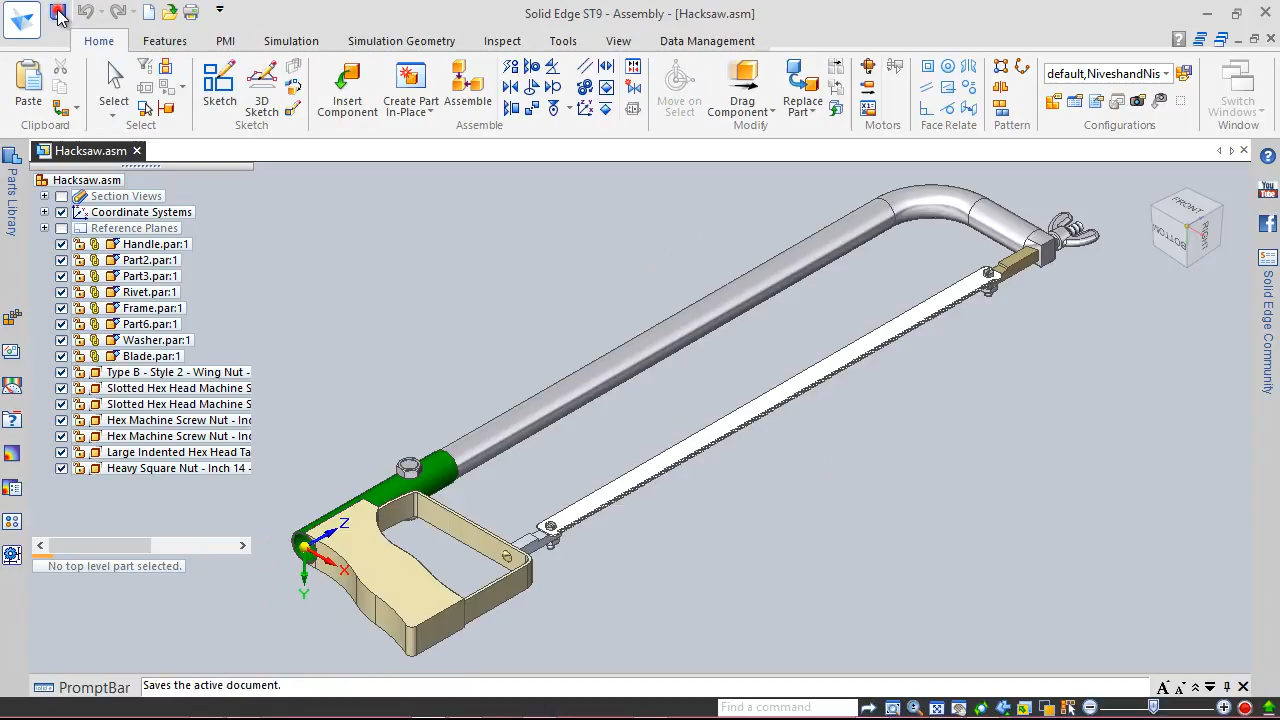 Solid Edge ST9 - Assembly - [Hacksaw.asm]
Home
Features
PMI
Simulation
Simulation Geometry
Inspect
Tools
View
Data Management
Paste
Select
Sketch
3D
Sketch
Insert
Component
Create Part
In-Place
Assemble
Move on
Select
Drag
Component
Replace
Part
default,NiveshandNis
Switch
Windows
Clipboard
Select
Sketch
Assemble
Modify
Motors
Face Relate
Pattern
Configurations
Window
Hacksaw.asm
Parts Library
Hacksaw.asm
Section Views
Coordinate Systems
Reference Planes
Handle.par:1
Part2.par:1
Part3.par:1
Rivet.par:1
Frame.par:1
Part6.par:1
Washer.par:1
Blade.par:1
Type B - Style 2 - Wing Nut -
Slotted Hex Head Machine S
Slotted Hex Head Machine S
Hex Machine Screw Nut - Inc
Hex Machine Screw Nut - Inc
Large Indented Hex Head Ta
Heavy Square Nut - Inch 14 -
No top level part selected.
FRONT
BOTTOM
Z
X
Y
You
Tube
Solid Edge Community
PromptBar
Saves the active document.
A A
Find a command